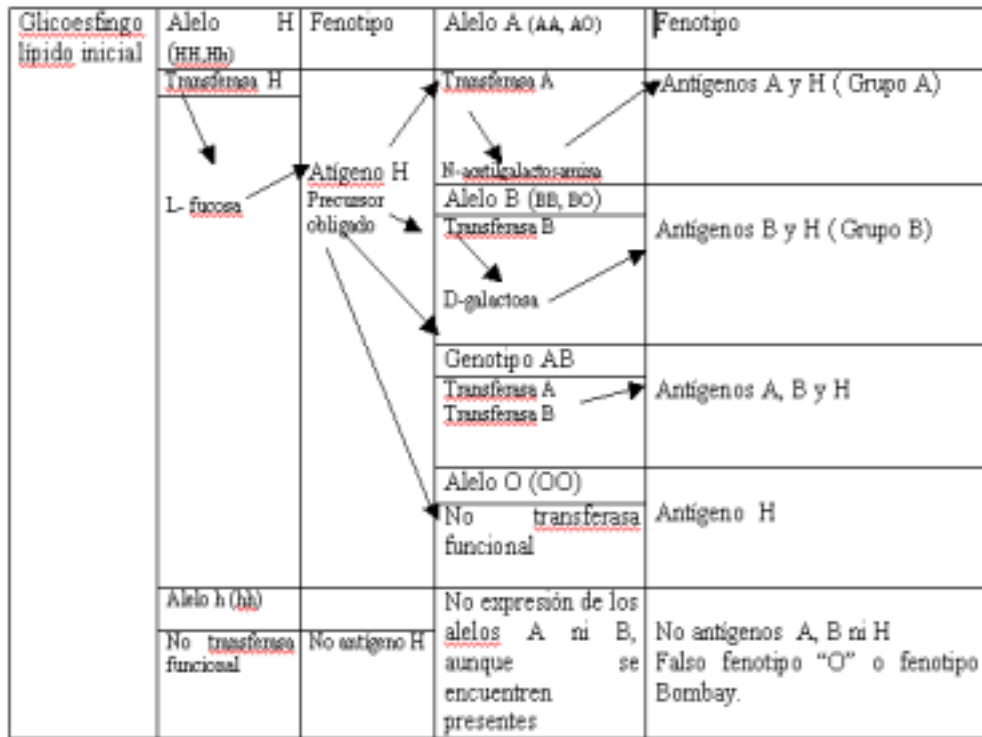 Glicoesfingo
lípido inicial
Alelo H
(HH,Hh)
Fenotipo
Alelo A (AA, AO)
Fenotipo
Transferasa H
L- fucosa
Atígeno H
Precursor
obligado
Transferasa A
N-acetilgalactosamina
Antígenos A y H ( Grupo A)
Alelo B (BB, BO)
Transferasa B
D-galactosa
Antígenos B y H ( Grupo B)
Genotipo AB
Transferasa A
Transferasa B
Antígenos A, B y H
Alelo O (OO)
No transferasa
funcional
Antígeno H
Alelo h (hh)
No transferasa
funcional
No antígeno H
No expresión de los
alelos A ni B,
aunque se
encuentren
presentes
No antígenos A, B ni H
Falso fenotipo "O" o fenotipo
Bombay.